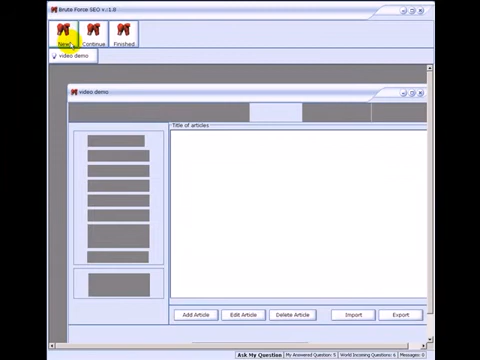 Brute Force SEO v.:1.8
New
Continue
Finished
video demo
video demo
Title of articles
Add Article
Edit Article
Delete Article
Import
Export
Ask My Question
My Answered Question: 5
World Incoming Questions: 6
Messages: 0